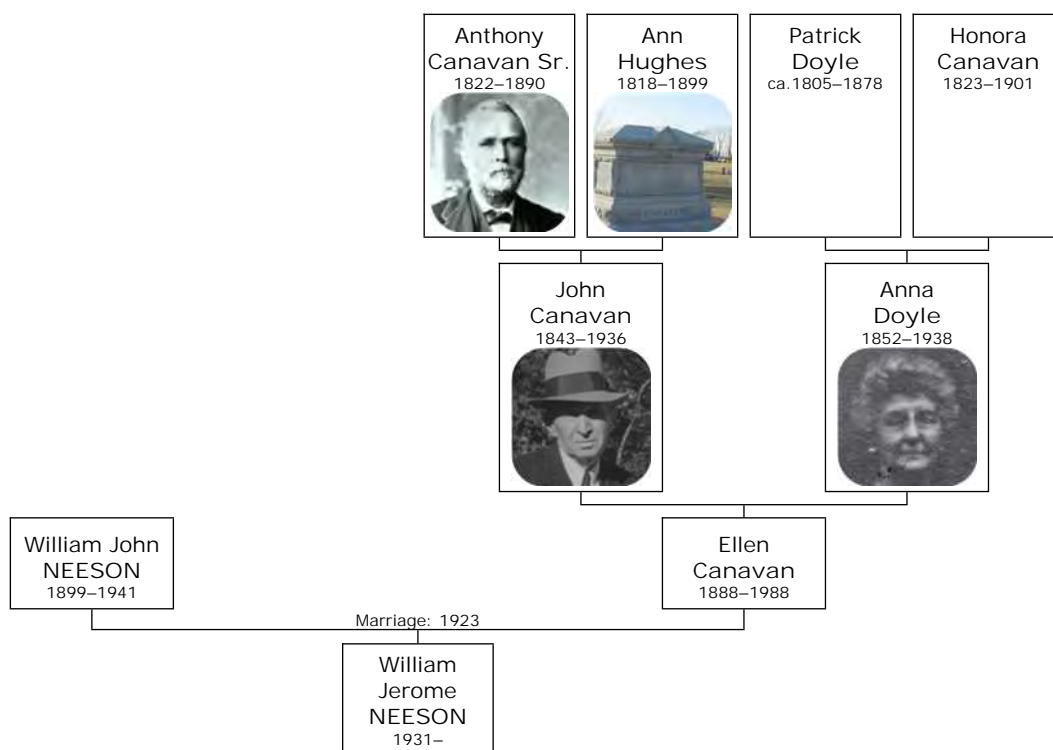 Anthony
Canavan Sr.
1822–1890
Ann
Hughes
1818–1899
Patrick
Doyle
ca.1805–1878
Honora
Canavan
1823–1901
John
Canavan
1843–1936
Anna
Doyle
1852–1938
William John
NEESON
1899–1941
Ellen
Canavan
1888–1988
Marriage: 1923
William
Jerome
NEESON
1931–